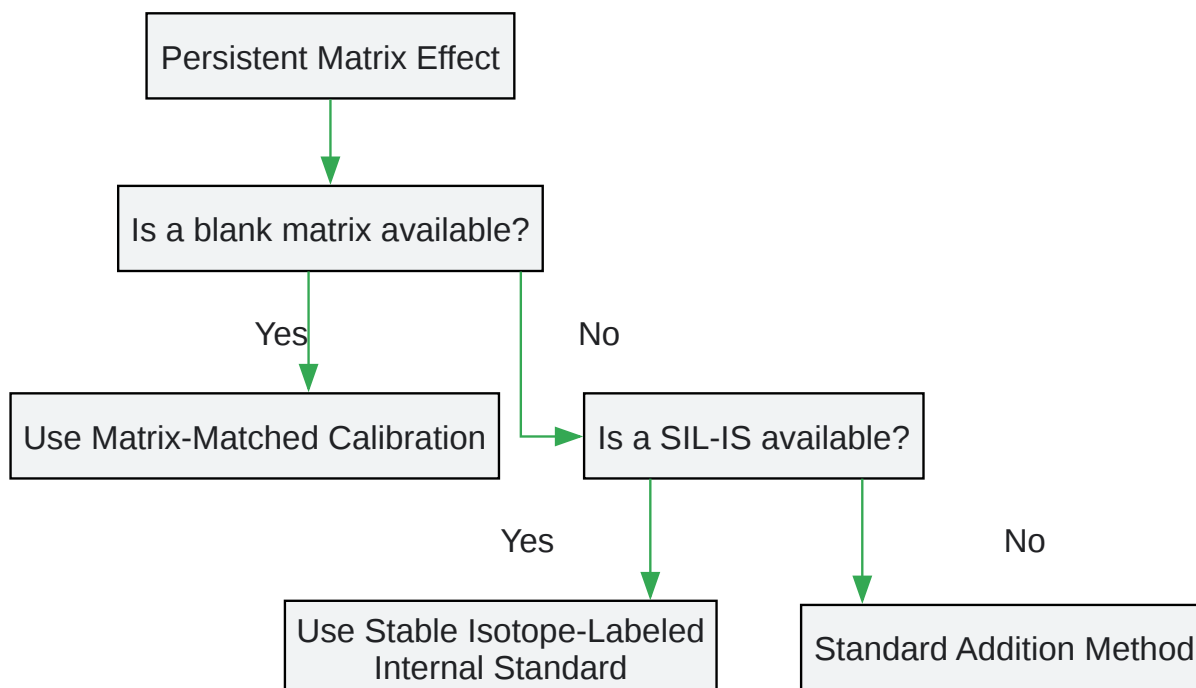 Persistent Matrix Effect
Is a blank matrix available?
Yes
No
Use Matrix-Matched Calibration
Is a SIL-IS available?
Yes
No
Use Stable Isotope-Labeled
Internal Standard
Standard Addition Method